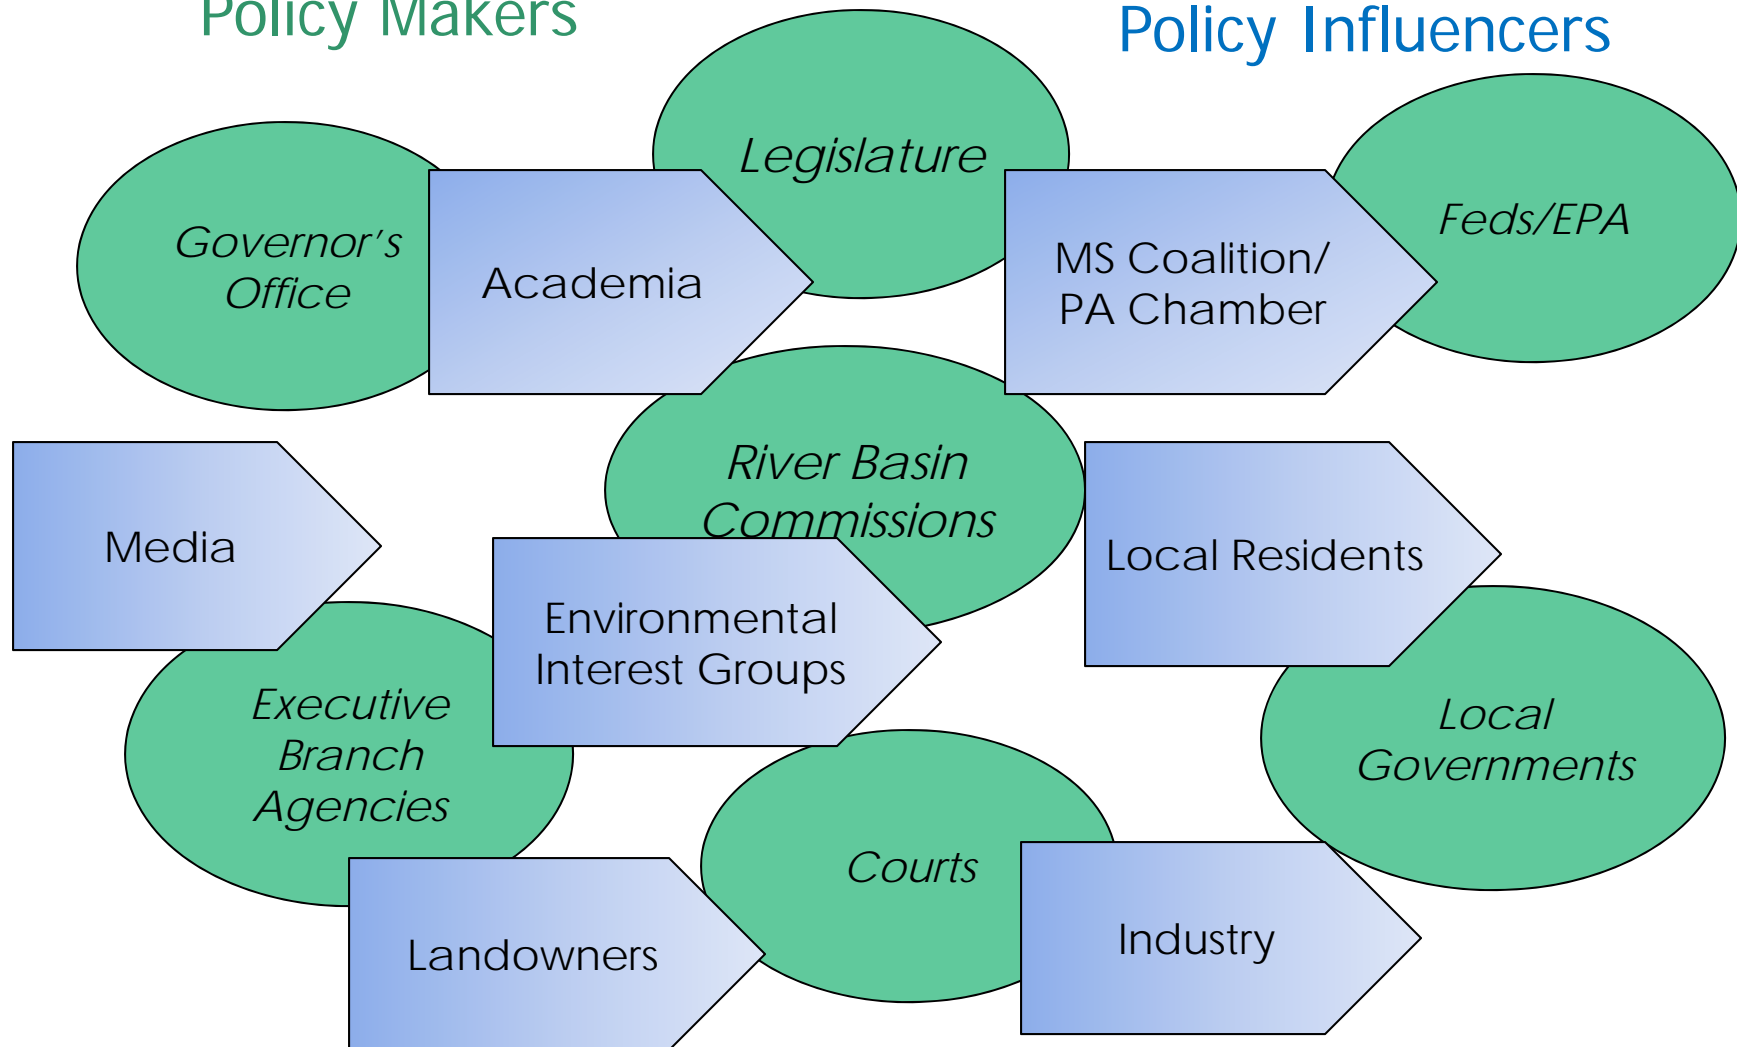 Policy Makers
Policy Influencers
Legislature
Feds/EPA
Governor's
Office
Academia
MS Coalition/
PA Chamber
River Basin
Commissions
Media
Local Residents
Environmental
Interest Groups
Executive
Branch
Agencies
Local
Governments
Courts
Landowners
Industry